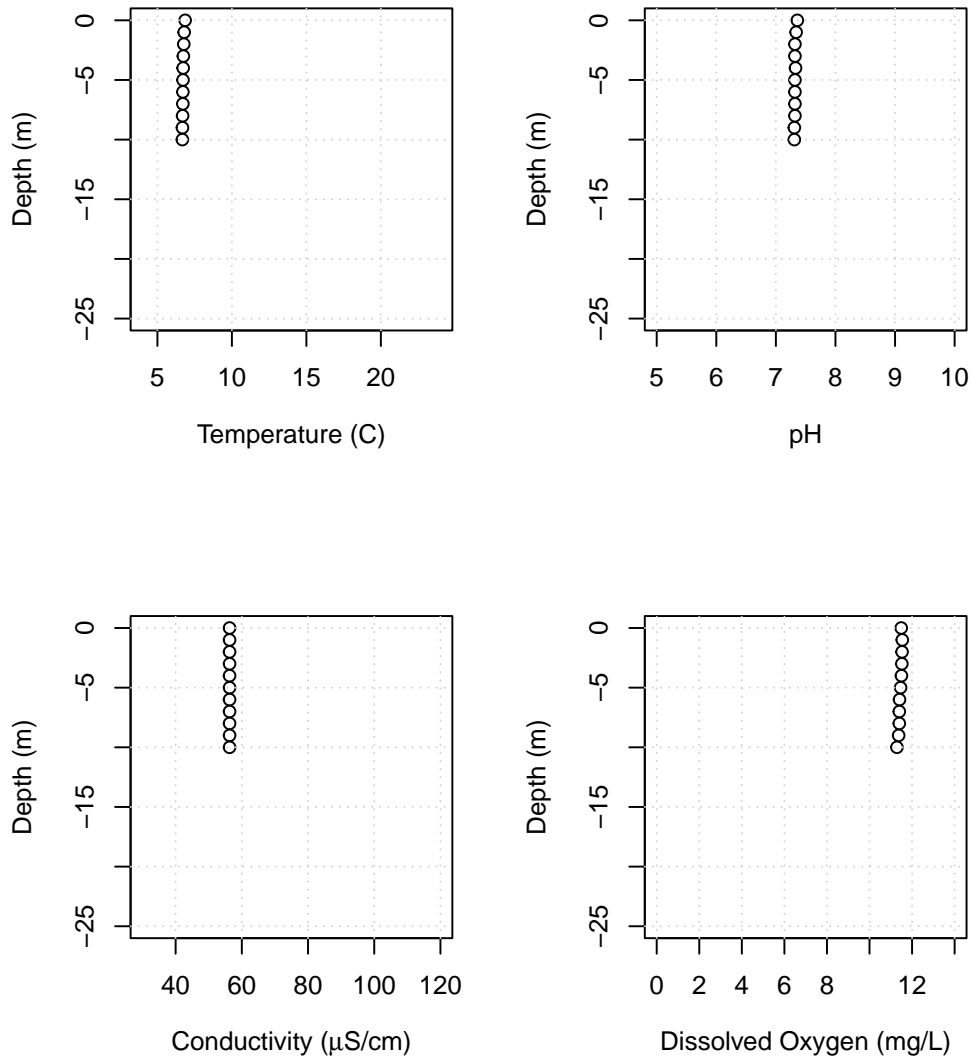 0
−5
−15
−25
Depth (m)
5 10 15 20
Temperature (C)
0
−5
−15
−25
Depth (m)
5 6 7 8 9 10
pH
0
−5
−15
−25
Depth (m)
40 60 80 100 120
Conductivity (μS/cm)
0
−5
−15
−25
Depth (m)
0 2 4 6 8 12
Dissolved Oxygen (mg/L)